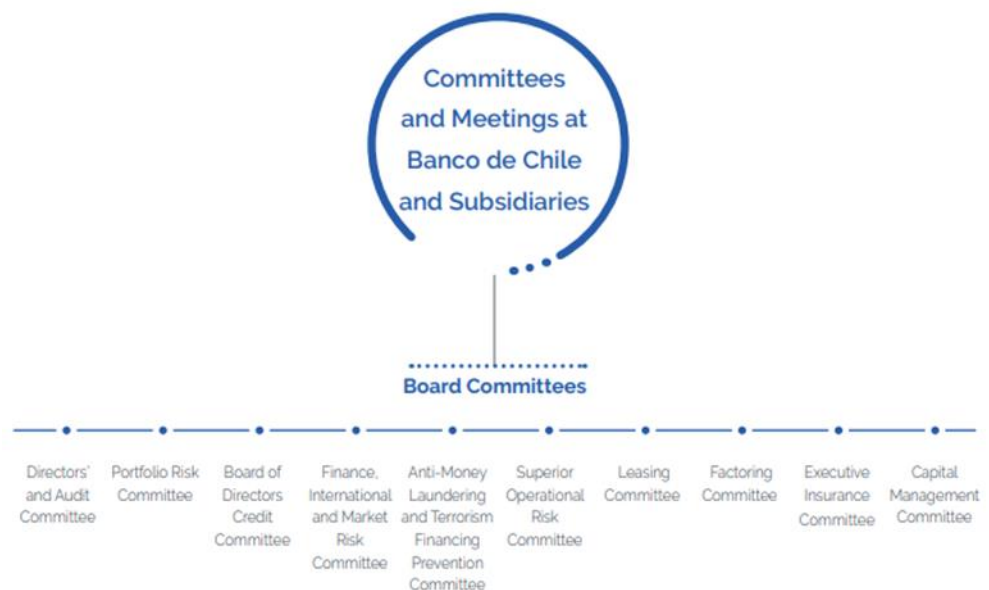 Committees
and Meetings at
Banco de Chile
and Subsidiaries
Board Committees
Directors'
and Audit
Committee
Portfolio Risk
Committee
Board of
Directors
Credit
Committee
Finance,
International
and Market
Risk
Committee
Anti-Money
Laundering
and Terrorism
Financing
Prevention
Committee
Superior
Operational
Risk
Committee
Leasing
Committee
Factoring
Committee
Executive
Insurance
Committee
Capital
Management
Committee